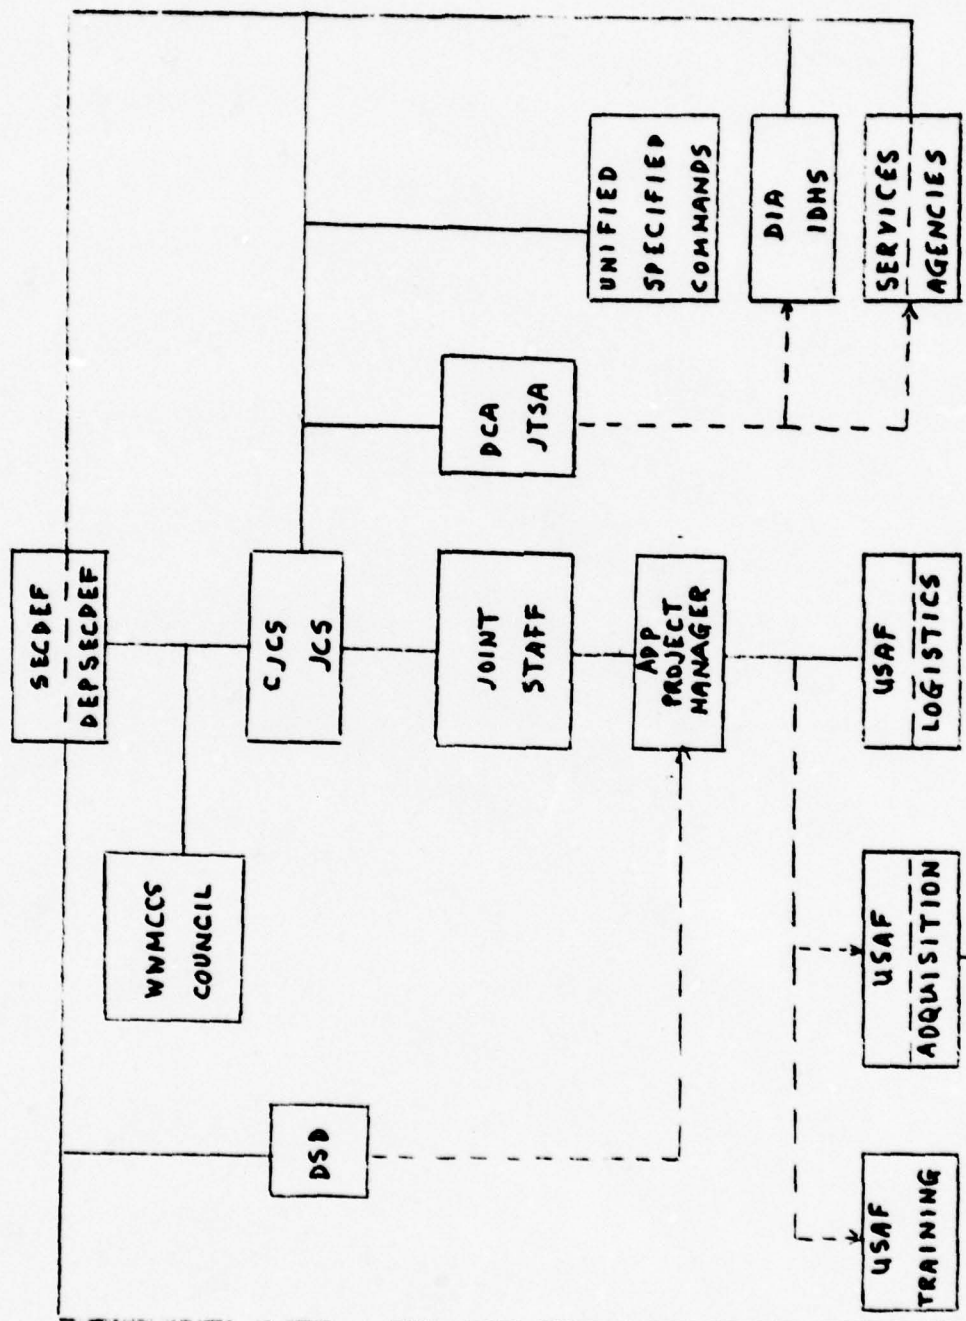 SECDEF
DEPSECDEF
WWMCCS
COUNCIL
CJCS
JCS
DSD
JOINT
STAFF
DCA
JTSA
ADP
PROJECT
MANAGER
UNIFIED
SPECIFIED
COMMANDS
DIA
IDHS
USAF
TRAINING
USAF
ADQUISITION
USAF
LOGISTICS
SERVICES
AGENCIES